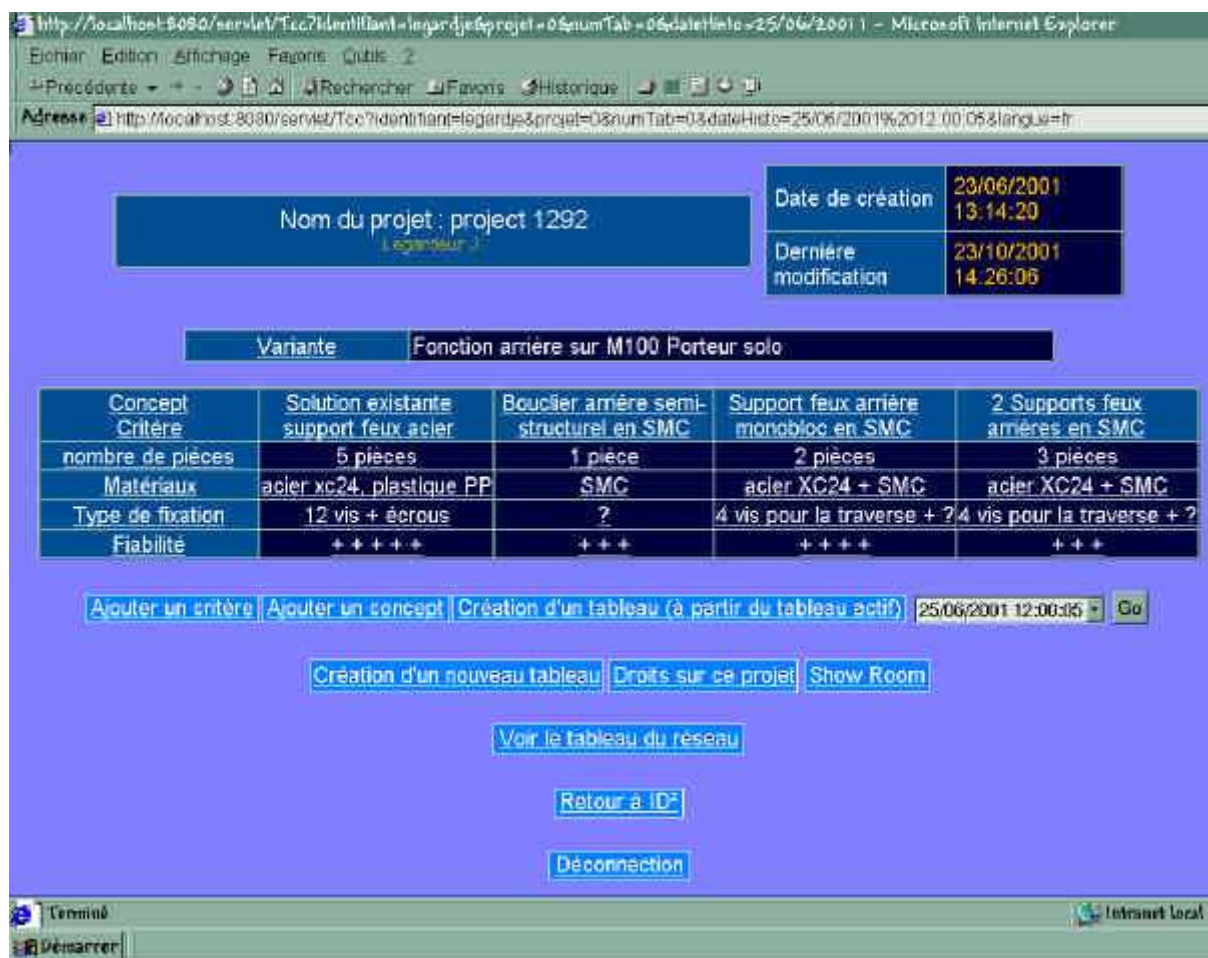 http://localhost:8080/servlet/Tcc?identifiant=legardje&projet=0&numTab=0&dateHisto=25/06/20011 - Microsoft Internet Explorer
Fichier Edition Affichage Favoris Outils ?
Précédente Rechercher Favoris Historique
Adresse http://localhost:8080/servlet/Tcc?identifiant=legardje&projet=0&numTab=0&dateHisto=25/06/2001%2012:00:05&langue=fr
Nom du projet : project 1292
Legardeur J
Date de création 23/06/2001 13:14:20
Dernière modification 23/10/2001 14:26:06
Variante Fonction arrière sur M100 Porteur solo
Concept Solution existante Bouclier arrière semi- Support feux arrière 2 Supports feux
Critère support feux acier structurel en SMC monobloc en SMC arrières en SMC
nombre de pièces 5 pièces 1 pièce 2 pièces 3 pièces
Matériaux acier xc24, plastique PP SMC acier XC24 + SMC acier XC24 + SMC
Type de fixation 12 vis + écrous ? 4 vis pour la traverse + ? 4 vis pour la traverse + ?
Fiabilité + + + + + + + + + + + + + + +
Ajouter un critère Ajouter un concept Création d'un tableau (à partir du tableau actif) 25/06/2001 12:00:05 Go
Création d'un nouveau tableau Droits sur ce projet Show Room
Voir le tableau du réseau
Retour à ID²
Déconnection
Terminé Intranet local
Démarrer